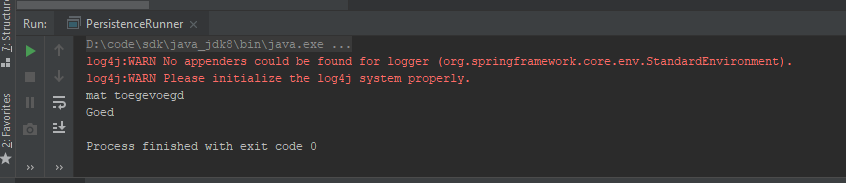 Run: PersistenceRunner
D:\code\sdk\java_jdk8\bin\java.exe ...
log4j:WARN No appenders could be found for logger (org.springframework.core.env.StandardEnvironment).
log4j:WARN Please initialize the log4j system properly.
mat toegevoegd
Goed
Process finished with exit code 0
7: Structure
2: Favorites